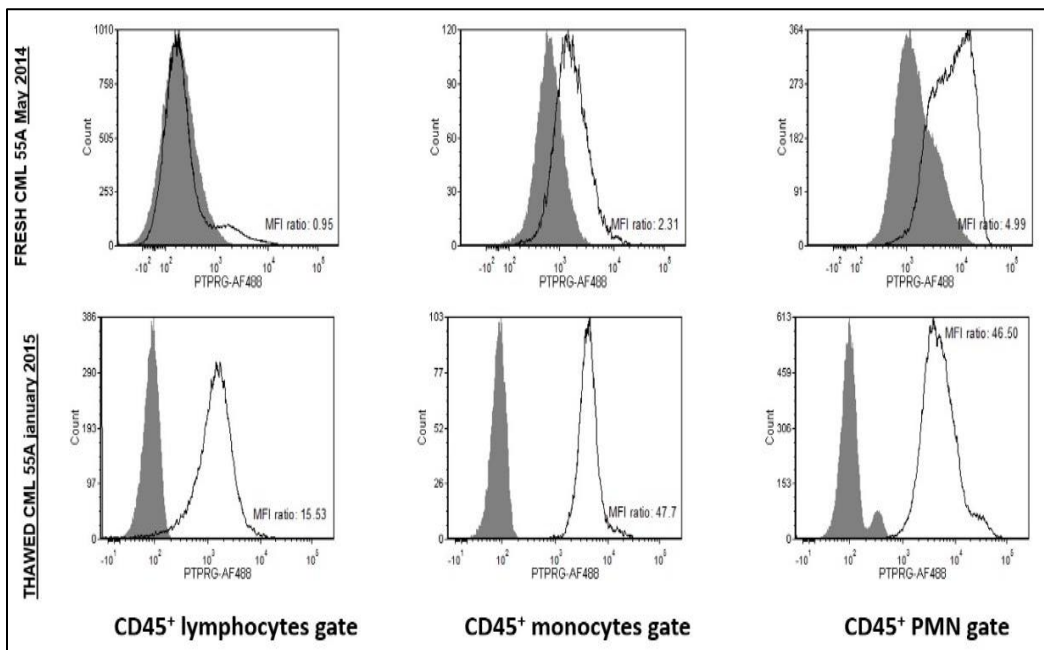 FRESH CML 55A May 2014
1010
758
505
253
0
Count
MFI ratio: 0.95
-10² 10² 10³ 10⁴ 10⁵
PTPRG-AF488
120
90
60
30
0
Count
MFI ratio: 2.31
-10² 10² 10³ 10⁴ 10⁵
PTPRG-AF488
364
273
182
91
0
Count
MFI ratio: 4.99
-10² 10² 10³ 10⁴ 10⁵
PTPRG-AF488
THAWED CML 55A january 2015
386
290
193
97
0
Count
MFI ratio: 15.53
-10¹ 10² 10³ 10⁴ 10⁵
PTPRG-AF488
103
77
52
26
0
Count
MFI ratio: 47.7
-10¹ 10² 10³ 10⁴ 10⁵
PTPRG-AF488
613
459
306
153
0
Count
MFI ratio: 46.50
-10¹ 10² 10³ 10⁴ 10⁵
PTPRG-AF488
CD45⁺ lymphocytes gate
CD45⁺ monocytes gate
CD45⁺ PMN gate